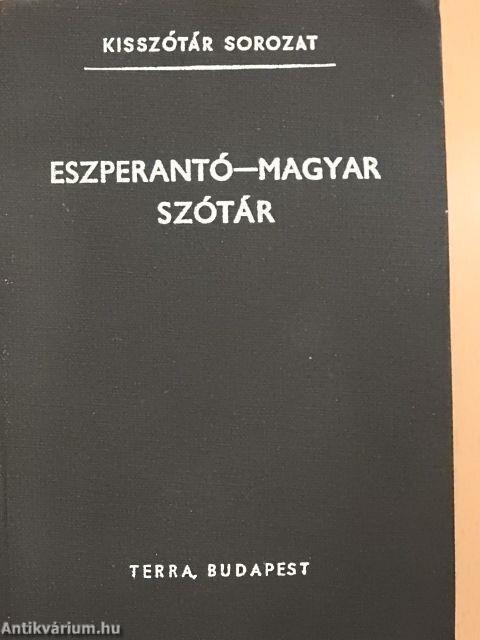 KISSZÓTÁR SOROZAT
ESZPERANTÓ—MAGYAR
SZÓTÁR
TERRA, BUDAPEST
Antikvárium.hu